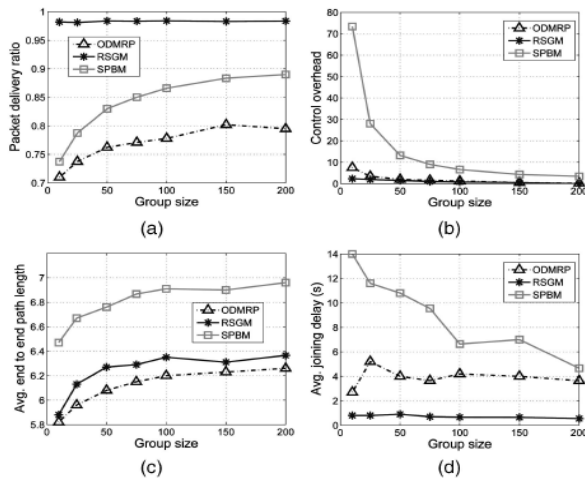 1
0.95
0.9
0.85
0.8
0.75
0.7
Packet delivery ratio
ODMRP
RSGM
SPBM
0 50 100 150 200
Group size
(a)
80
70
60
50
40
30
20
10
0
Control overhead
ODMRP
RSGM
SPBM
0 50 100 150 200
Group size
(b)
7
6.8
6.6
6.4
6.2
6
5.8
Avg. end to end path length
ODMRP
RSGM
SPBM
0 50 100 150 200
Group size
(c)
14
12
10
8
6
4
2
0
Avg. joining delay (s)
ODMRP
RSGM
SPBM
0 50 100 150 200
Group size
(d)